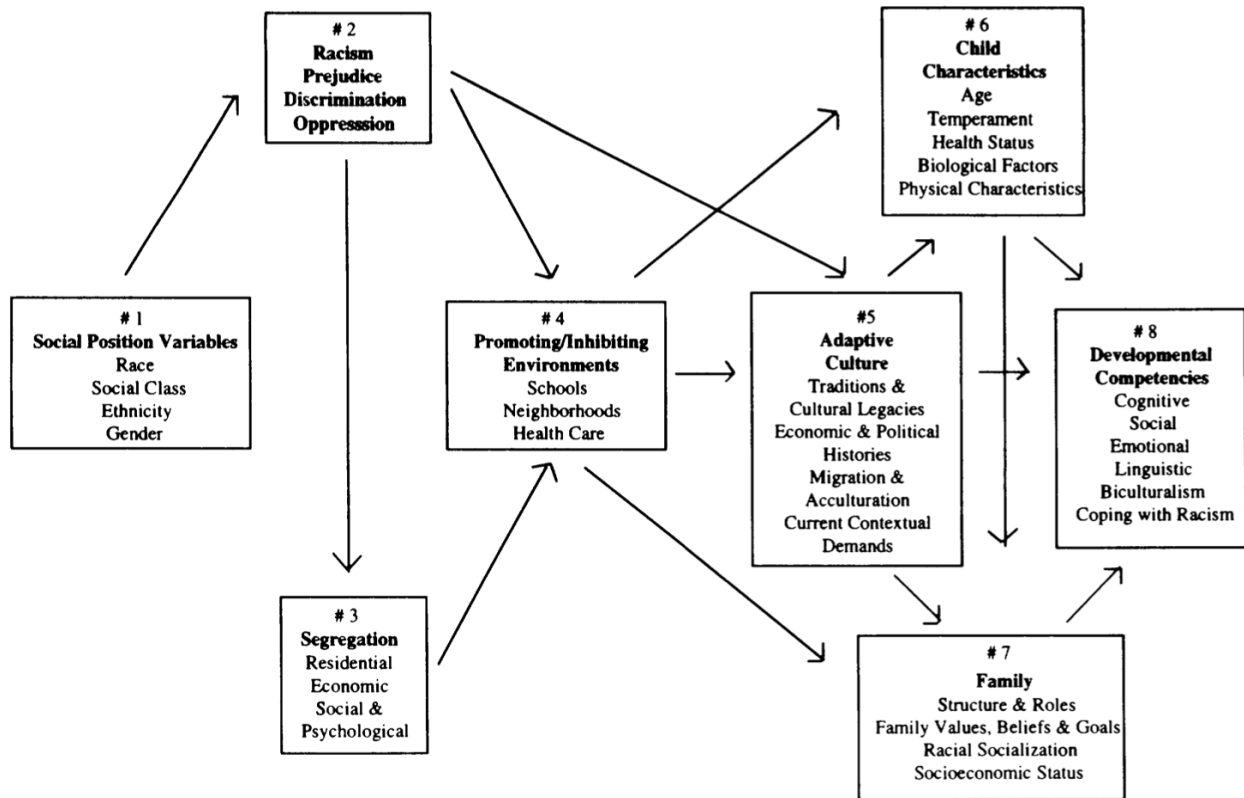 # 1
Social Position Variables
Race
Social Class
Ethnicity
Gender
# 2
Racism
Prejudice
Discrimination
Oppresssion
# 3
Segregation
Residential
Economic
Social &
Psychological
# 4
Promoting/Inhibiting
Environments
Schools
Neighborhoods
Health Care
#5
Adaptive
Culture
Traditions &
Cultural Legacies
Economic & Political
Histories
Migration &
Acculturation
Current Contextual
Demands
# 6
Child
Characteristics
Age
Temperament
Health Status
Biological Factors
Physical Characteristics
# 7
Family
Structure & Roles
Family Values, Beliefs & Goals
Racial Socialization
Socioeconomic Status
# 8
Developmental
Competencies
Cognitive
Social
Emotional
Linguistic
Biculturalism
Coping with Racism